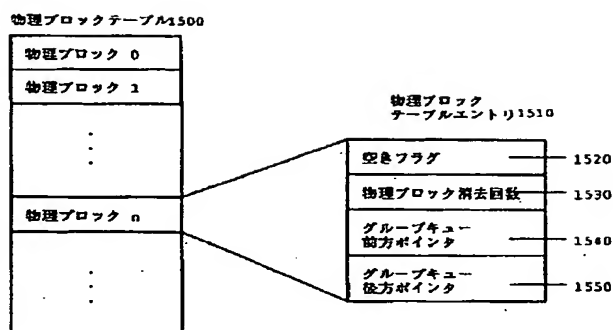 物理ブロックテーブル1500
物理ブロック 0
物理ブロック 1
物理ブロック n
物理ブロック
テーブルエントリ1510
空きフラグ
1520
物理ブロック消去回数
1530
グループキュー
前方ポインタ
1540
グループキュー
後方ポインタ
1550